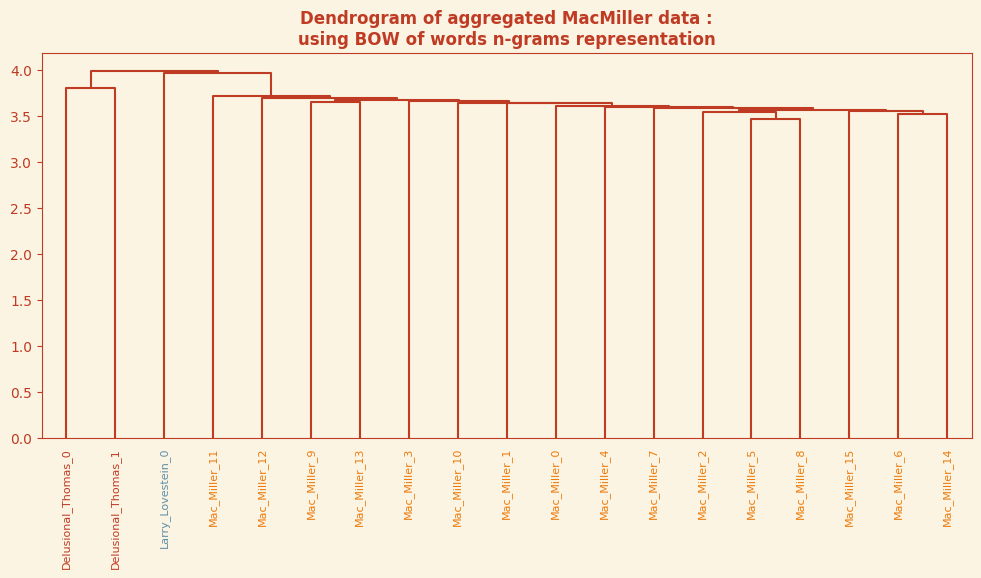 Dendrogram of aggregated MacMiller data :
using BOW of words n-grams representation
4.0
3.5
3.0
2.5
2.0
1.5
1.0
0.5
0.0
Delusional_Thomas_0
Delusional_Thomas_1
Larry_Lovestein_0
Mac_Miller_11
Mac_Miller_12
Mac_Miller_9
Mac_Miller_13
Mac_Miller_3
Mac_Miller_10
Mac_Miller_1
Mac_Miller_0
Mac_Miller_4
Mac_Miller_7
Mac_Miller_2
Mac_Miller_5
Mac_Miller_8
Mac_Miller_15
Mac_Miller_6
Mac_Miller_14